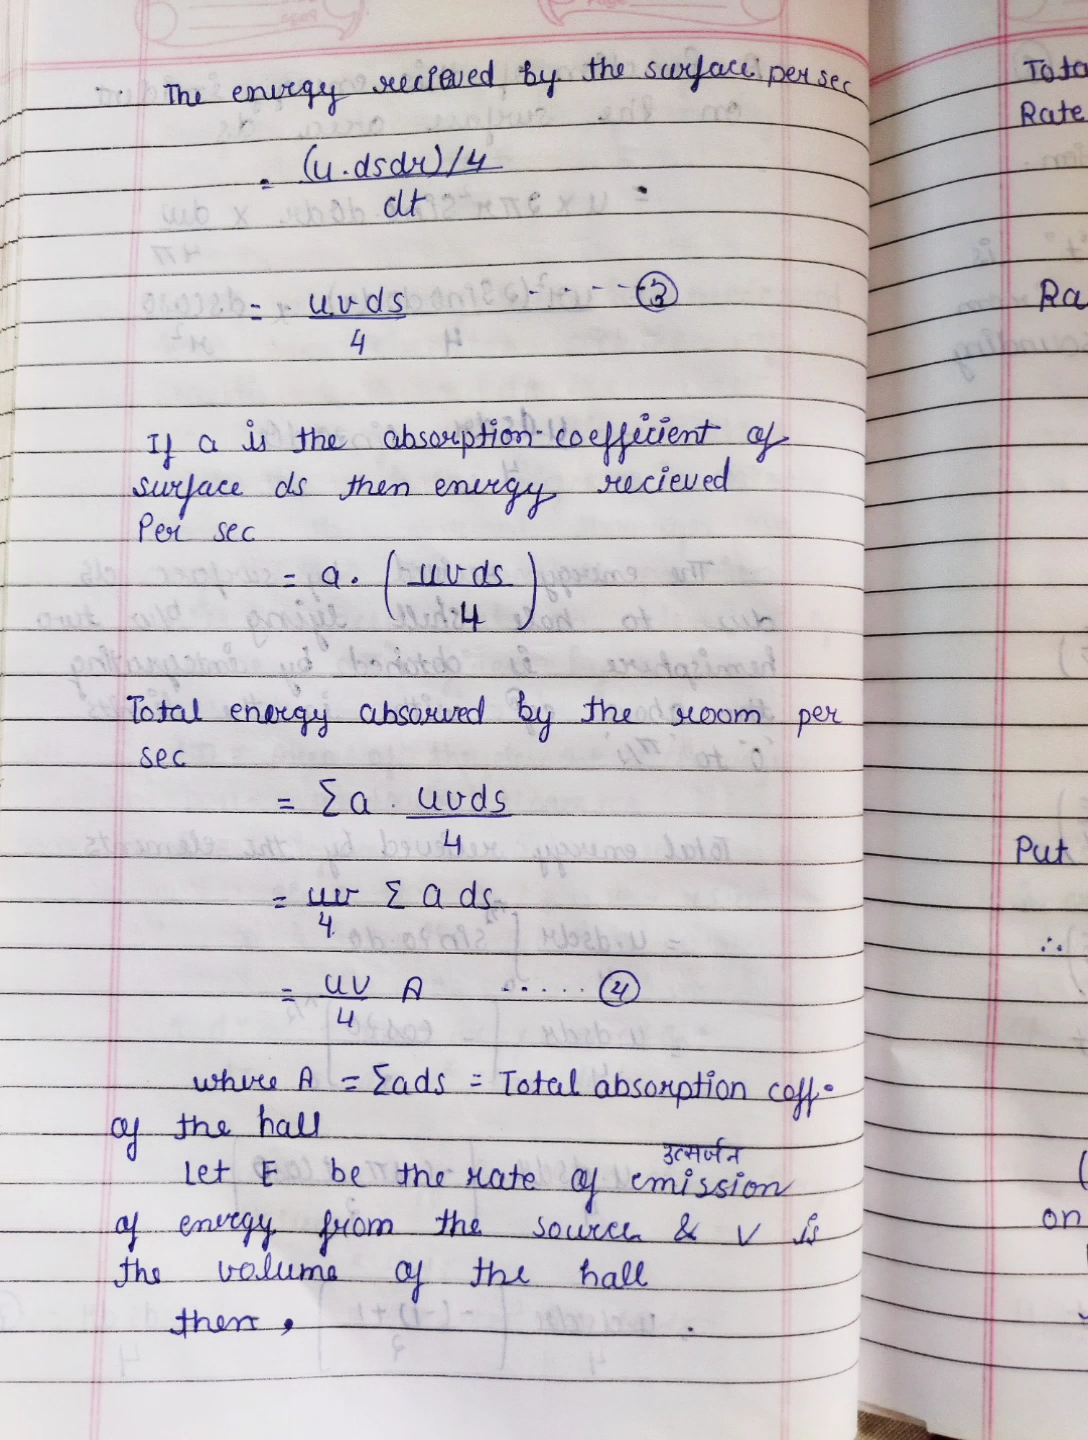 The energy recieved by the surface per sec
= (u.dsdr)/4
dt
= uvds ...... ③
4
If a is the absorption-coefficient of
surface ds then energy recieved
Per sec
= a. (uvds
4)
Total energy absorved by the room per
sec
= Σa . uvds
4
= uv Σ a ds
4
= uv A ...... ④
4
where A = Σads = Total absorption coff.
of the hall
उत्सर्जन
Let E be the rate of emission
of energy from the source & V is
the volume of the hall
then,
Tota
Rate
Ra
Put
∴
on